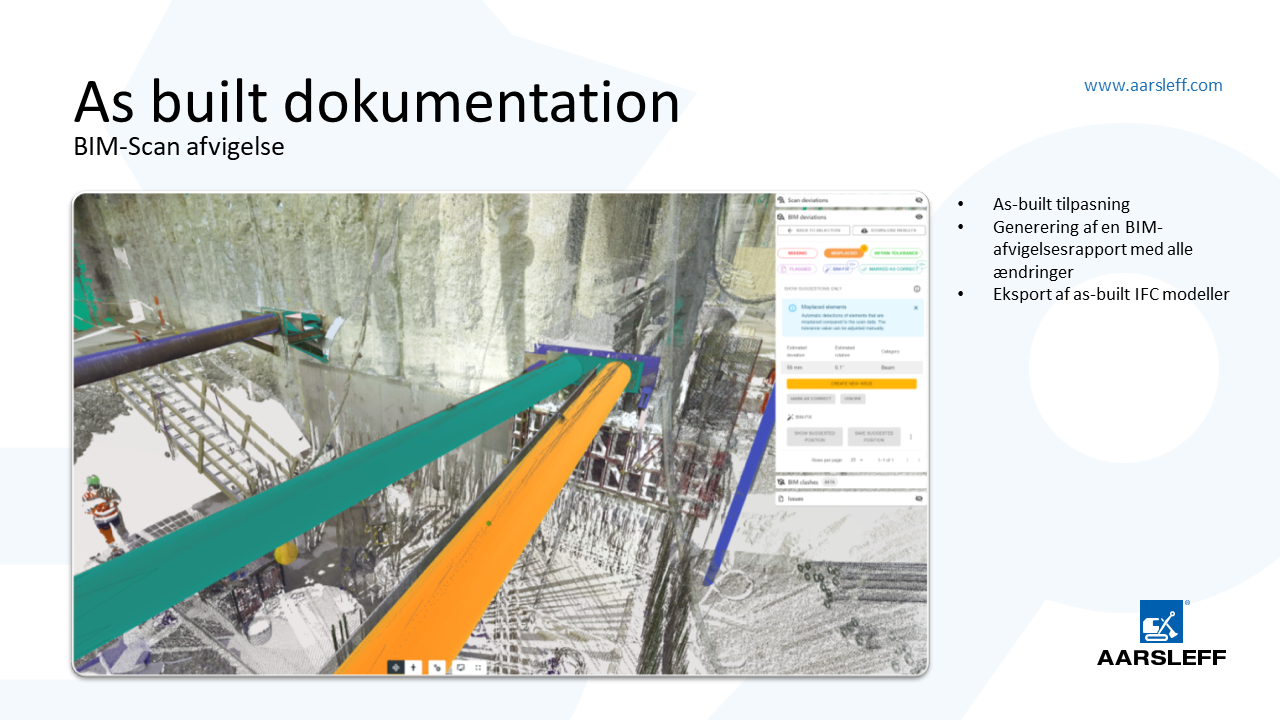 As built dokumentation
www.aarsleff.com
BIM-Scan afvigelse
• As-built tilpasning
• Generering af en BIM-
afvigelsesrapport med alle
ændringer
• Eksport af as-built IFC modeller
Scan deviations
BIM deviations
BACK TO SELECTION
DOWNLOAD RESULTS
MISSING
MISPLACED
WITHIN TOLERANCE
FLAGGED
BIM FIX
MARKED AS CORRECT
SHOW SUGGESTIONS ONLY
Misplaced elements
Automatic detections of elements that are
misplaced compared to the scan data. The
tolerance value can be adjusted manually.
Estimated deviation
Estimated rotation
Category
0.1°
Beam
CREATE NEW ISSUE
MARK AS CORRECT
IGNORE
BIM FIX
SHOW SUGGESTED POSITION
SAVE SUGGESTED POSITION
Rows per page:
1–1 of 1
BIM clashes BETA
Issues
AARSLEFF